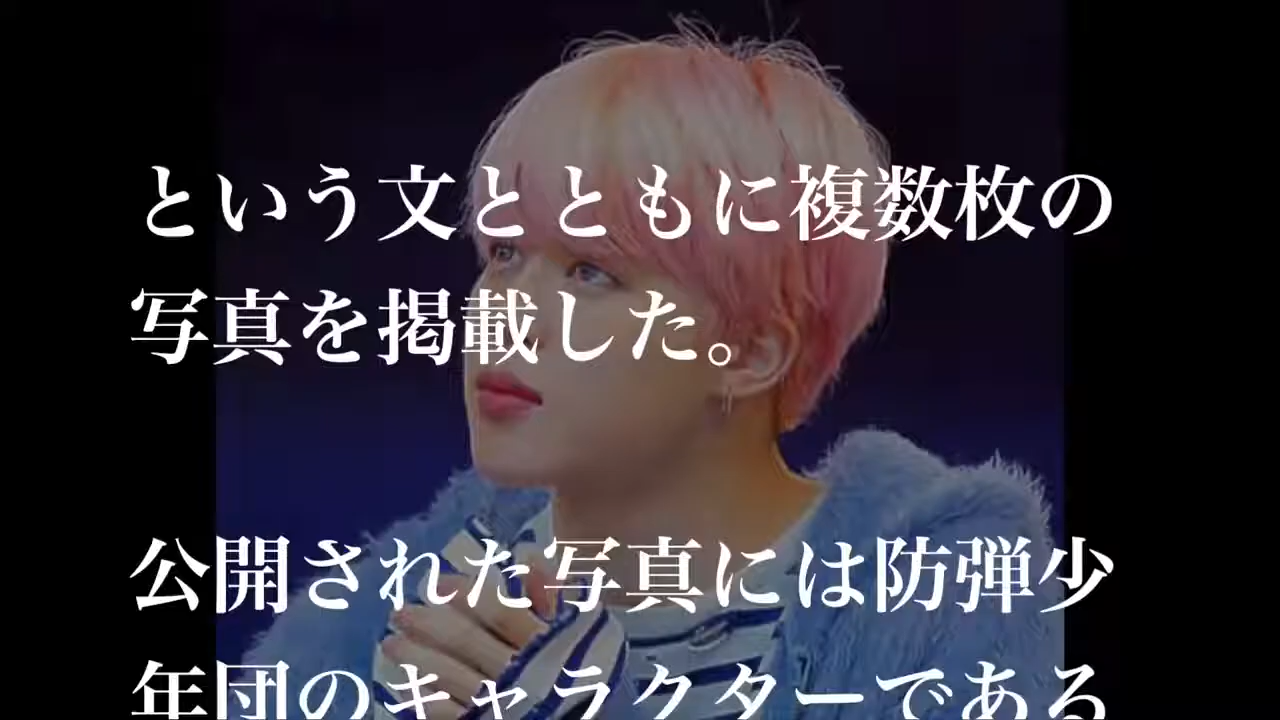 という文とともに複数枚の
写真を掲載した。
公開された写真には防弾少
年団のキャラクターである